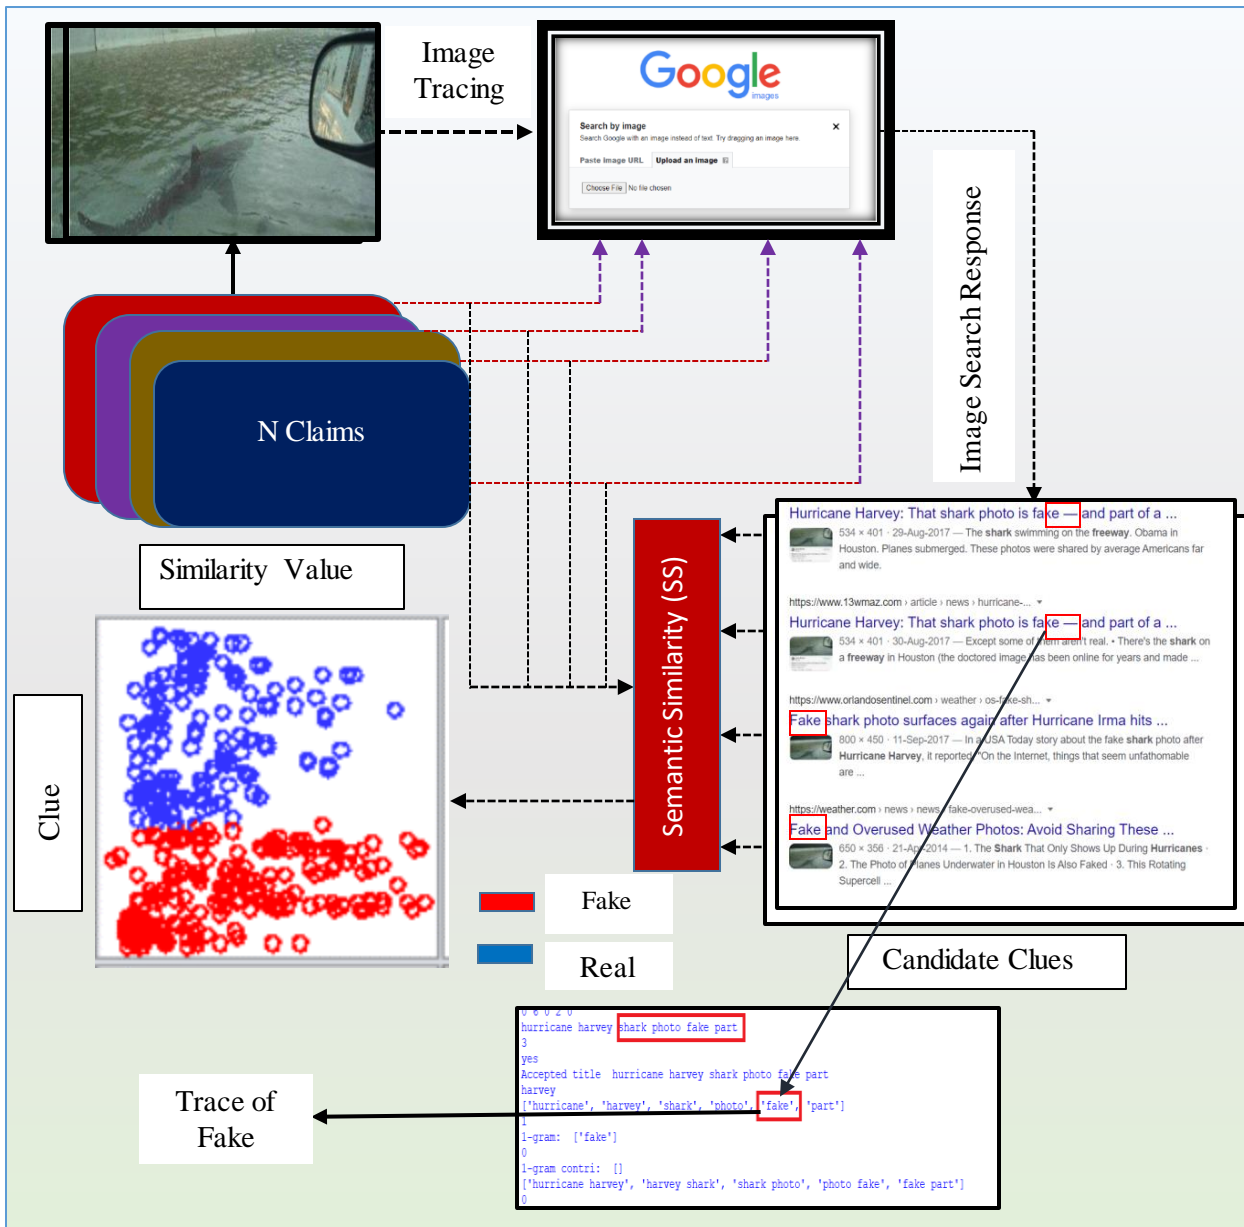 Image
Tracing
Google
images
Search by image
Search Google with an image instead of text. Try dragging an image here.
Paste Image URL
Upload an image
Choose File No file chosen
Image Search Response
N Claims
Similarity Value
Clue
Semantic Similarity (SS)
Fake
Real
Hurricane Harvey: That shark photo is fake — and part of a ...
534 × 401 · 29-Aug-2017 — The shark swimming on the freeway. Obama in
Houston. Planes submerged. These photos were shared by average Americans far
and wide.
https://www.13wmaz.com › article › news › hurricane-...
Hurricane Harvey: That shark photo is fake — and part of a ...
534 × 401 · 30-Aug-2017 — Except some of them aren't real. • There's the shark on
a freeway in Houston (the doctored image has been online for years and made ...
https://www.orlandosentinel.com › weather › os-fake-sh...
Fake shark photo surfaces again after Hurricane Irma hits ...
800 × 450 · 11-Sep-2017 — In a USA Today story about the fake shark photo after
Hurricane Harvey, it reported, "On the Internet, things that seem unfathomable
are ...
https://weather.com › news › news › fake-overused-wea...
Fake and Overused Weather Photos: Avoid Sharing These ...
650 × 356 · 21-Apr-2014 — 1. The Shark That Only Shows Up During Hurricanes ·
2. The Photo of Planes Underwater in Houston Is Also Faked · 3. This Rotating
Supercell ...
Candidate Clues
0 6 0 2 0
hurricane harvey shark photo fake part
3
yes
Accepted title  hurricane harvey shark photo fake part
harvey
['hurricane', 'harvey', 'shark', 'photo', 'fake', 'part']
1
1-gram:  ['fake']
0
1-gram contri:  []
['hurricane harvey', 'harvey shark', 'shark photo', 'photo fake', 'fake part']
0
Trace of
Fake